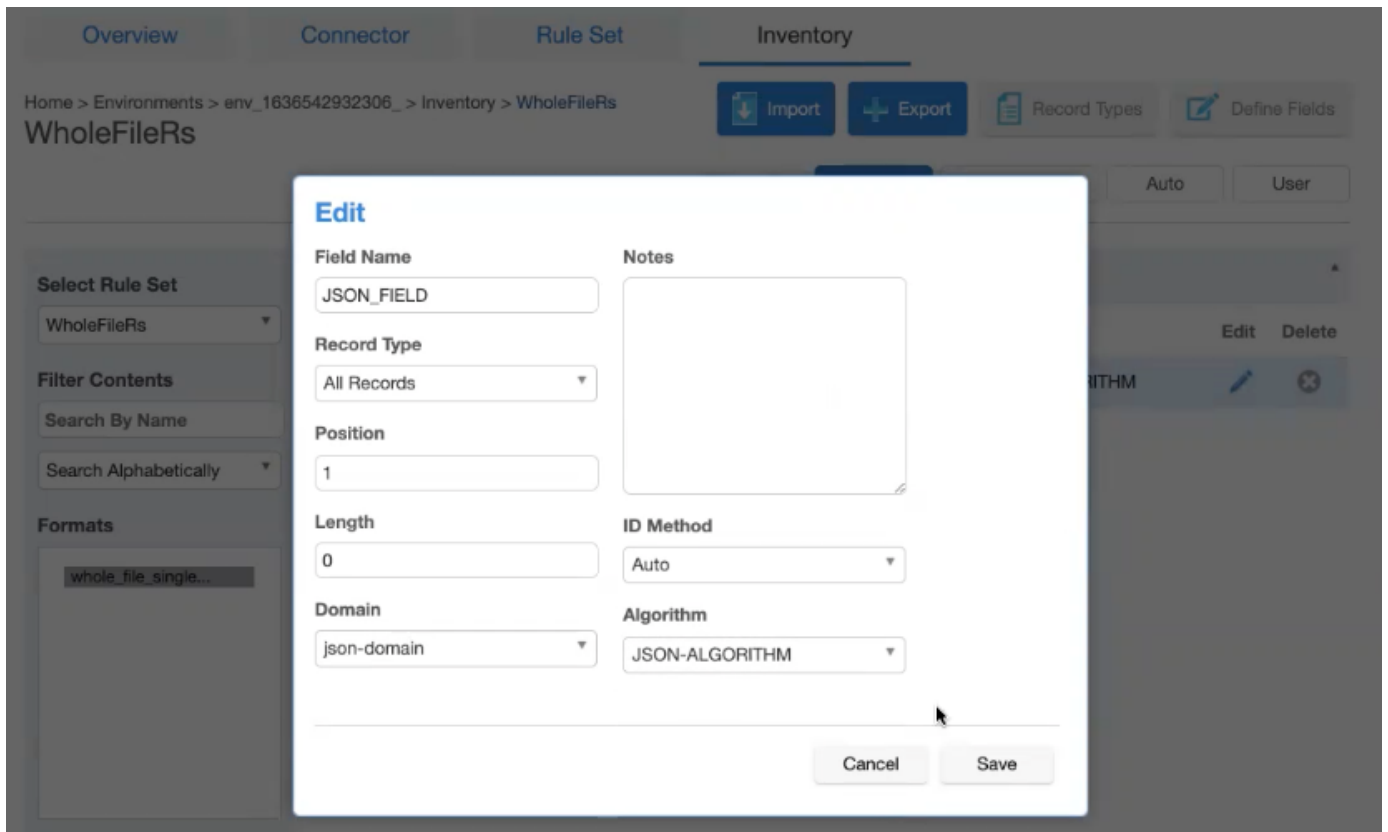 Overview Connector Rule Set Inventory
Home > Environments > env_1636542932306_ > Inventory > WholeFileRs
WholeFileRs
Import Export Record Types Define Fields
Auto User
Select Rule Set
WholeFileRs
Filter Contents
Search By Name
Search Alphabetically
Formats
whole_file_single...
Edit Delete
ITHM
Edit
Field Name
JSON_FIELD
Record Type
All Records
Position
1
Length
0
Domain
json-domain
Notes
ID Method
Auto
Algorithm
JSON-ALGORITHM
Cancel Save